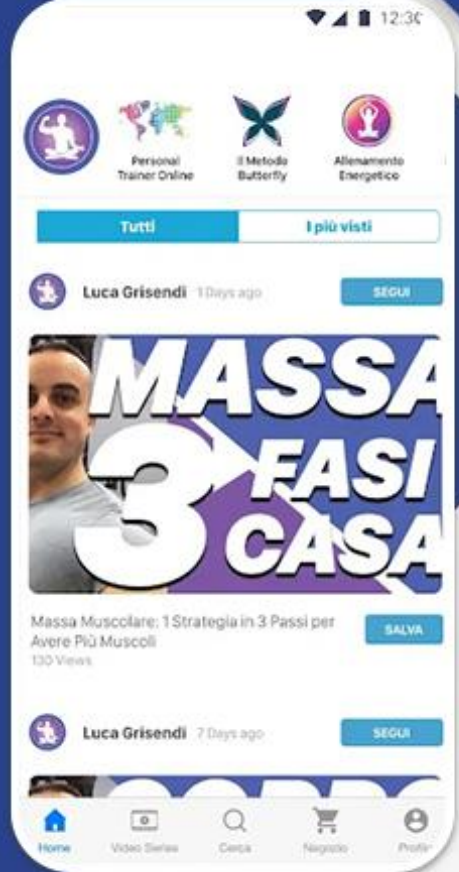 12:30
Personal
Trainer Online
Il Metodo
Butterfly
Allenamento
Energetico
Tutti
I più visti
Luca Grisendi 1 Days ago
SEGUI
MASSA
3 FASI
CASA
Massa Muscolare: 1 Strategia in 3 Passi per
Avere Più Muscoli
SALVA
130 Views
Luca Grisendi 7 Days ago
SEGUI
Home
Video Series
Cerca
Negozio